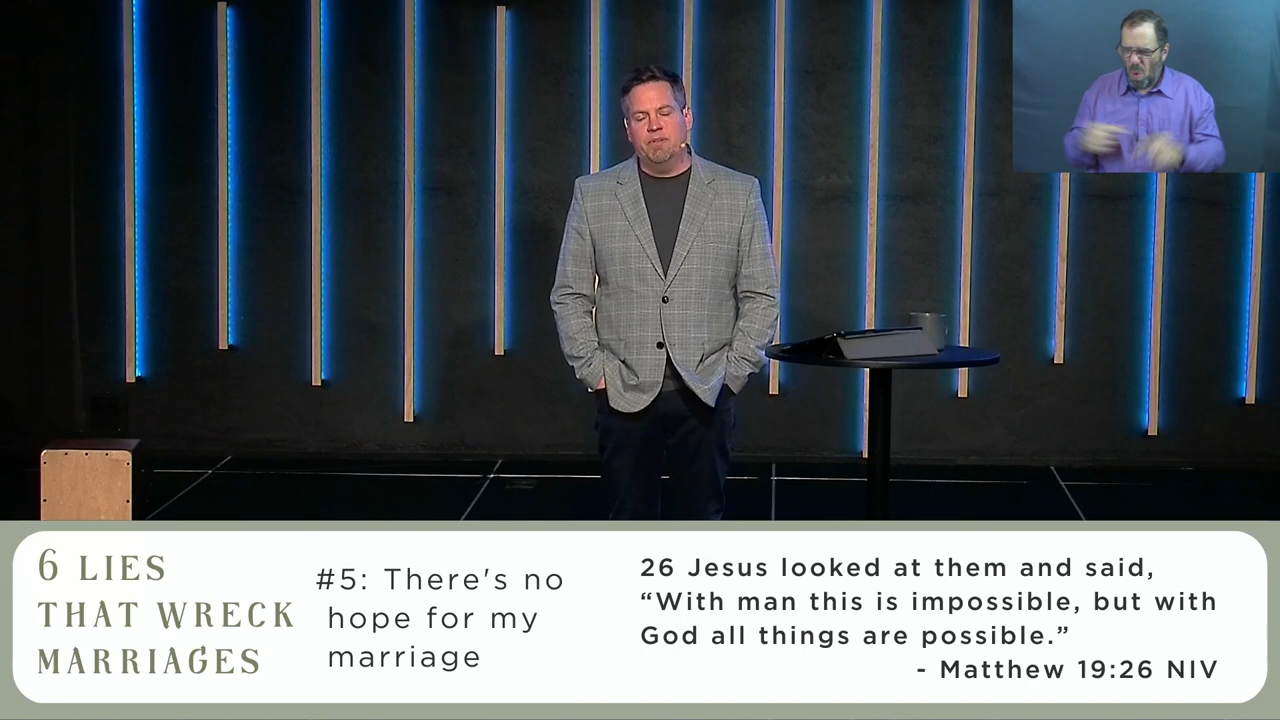 6 LIES
THAT WRECK
MARRIAGES
#5: There's no
hope for my
marriage
26 Jesus looked at them and said,
“With man this is impossible, but with
God all things are possible.”
- Matthew 19:26 NIV